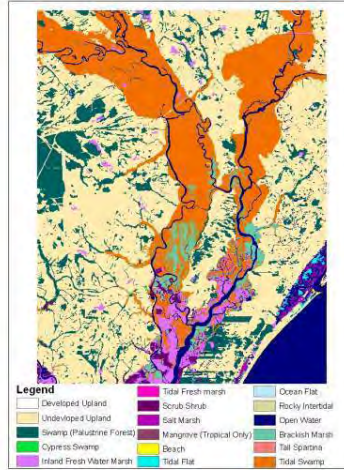 Legend
Developed Upland
Undevloped Upland
Swamp (Palustrine Forest)
Cypress Swamp
Inland Fresh Water Marsh
Tidal Fresh marsh
Scrub Shrub
Salt Marsh
Mangrove (Tropical Only)
Beach
Tidal Flat
Ocean Flat
Rocky Intertidal
Open Water
Brackish Marsh
Tall Spartina
Tidal Swamp